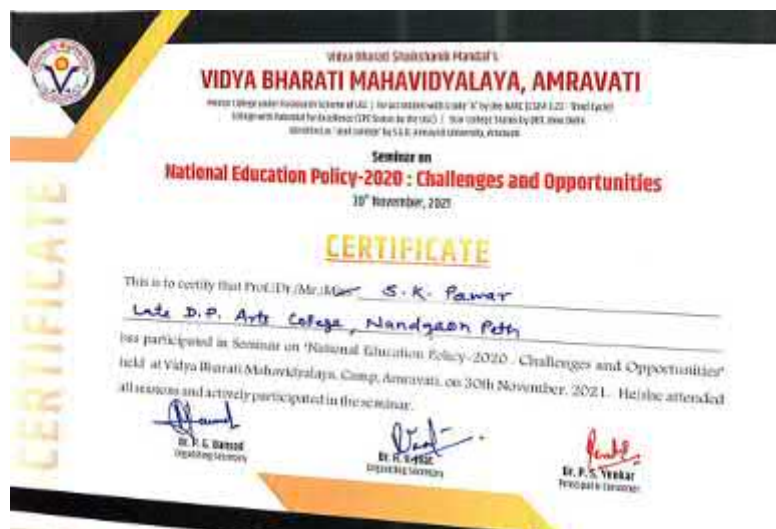 Vidya Bharati Shaikshanik Mandal's
VIDYA BHARATI MAHAVIDYALAYA, AMRAVATI
Seminar on
National Education Policy-2020 : Challenges and Opportunities
30th November, 2021
CERTIFICATE
This is to certify that Prof./Dr./Mr./ S.K. Pawar
Late D.P. Arts College, Nandgaon Peth
has participated in Seminar on "National Education Policy-2020 : Challenges and Opportunities"
held at Vidya Bharati Mahavidyalaya, Camp, Amravati, on 30th November, 2021. He/she attended
all sessions and actively participated in the seminar.
Dr. P. G. Bansod
Organizing Secretary
Organizing Secretary
Dr. P. S. Yenkar
Principal & Convener
CERTIFICATE